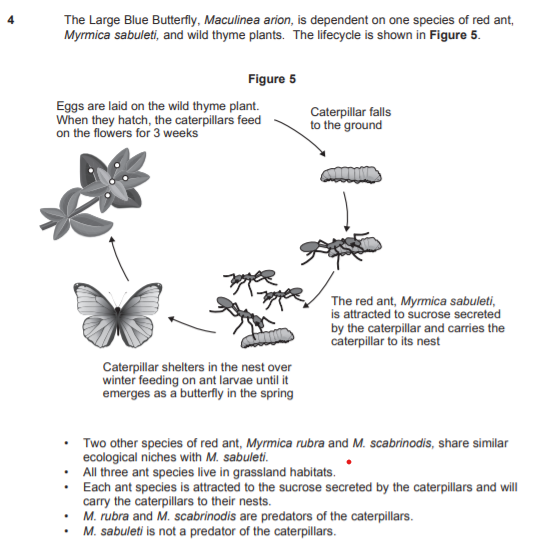 4 The Large Blue Butterfly, Maculinea arion, is dependent on one species of red ant,
Myrmica sabuleti, and wild thyme plants. The lifecycle is shown in Figure 5.
Figure 5
Eggs are laid on the wild thyme plant.
When they hatch, the caterpillars feed
on the flowers for 3 weeks
Caterpillar falls
to the ground
The red ant, Myrmica sabuleti,
is attracted to sucrose secreted
by the caterpillar and carries the
caterpillar to its nest
Caterpillar shelters in the nest over
winter feeding on ant larvae until it
emerges as a butterfly in the spring
• Two other species of red ant, Myrmica rubra and M. scabrinodis, share similar
ecological niches with M. sabuleti.
• All three ant species live in grassland habitats.
• Each ant species is attracted to the sucrose secreted by the caterpillars and will
carry the caterpillars to their nests.
• M. rubra and M. scabrinodis are predators of the caterpillars.
• M. sabuleti is not a predator of the caterpillars.